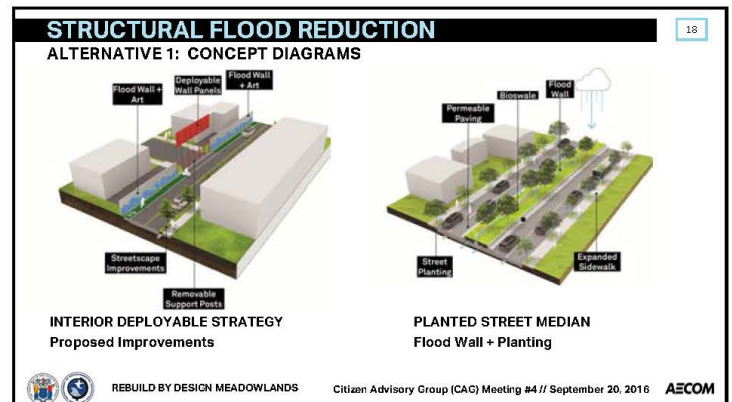 STRUCTURAL FLOOD REDUCTION
18
ALTERNATIVE 1: CONCEPT DIAGRAMS
Flood Wall +
Art
Deployable
Wall Panels
Flood Wall
+ Art
Streetscape
Improvements
Removable
Support Posts
Permeable
Paving
Bioswale
Flood
Wall
Street
Planting
Expanded
Sidewalk
INTERIOR DEPLOYABLE STRATEGY
Proposed Improvements
PLANTED STREET MEDIAN
Flood Wall + Planting
REBUILD BY DESIGN MEADOWLANDS
Citizen Advisory Group (CAG) Meeting #4 // September 20, 2016
AECOM